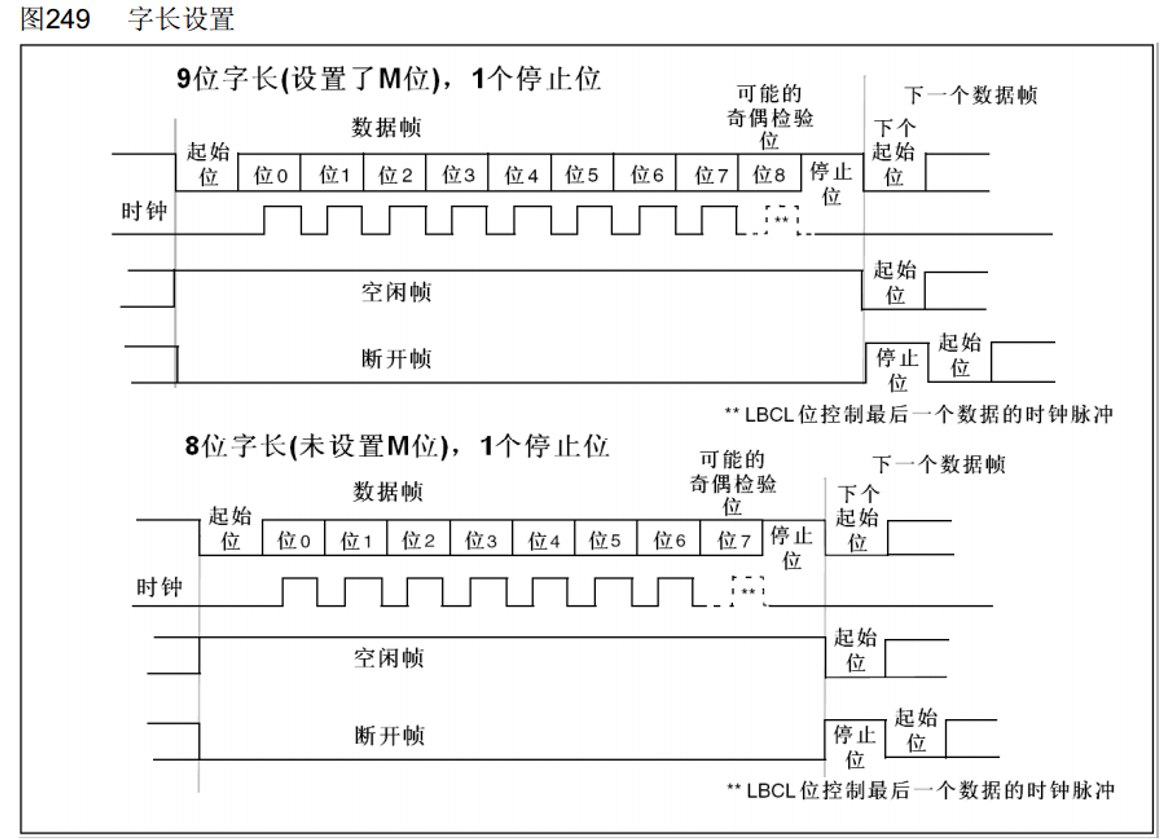 图249 字长设置
9位字长(设置了M位)，1个停止位
可能的
奇偶检验
位
下一个数据帧
数据帧
下个
起始
位
起始
位
位0 位1 位2 位3 位4 位5 位6 位7 位8
停止
位
时钟
**
空闲帧
起始
位
断开帧
停止
位
起始
位
** LBCL位控制最后一个数据的时钟脉冲
8位字长(未设置M位)，1个停止位
可能的
奇偶检验
位
下一个数据帧
数据帧
下个
起始
位
起始
位
位0 位1 位2 位3 位4 位5 位6 位7
停止
位
时钟
**
空闲帧
起始
位
断开帧
停止
位
起始
位
** LBCL位控制最后一个数据的时钟脉冲